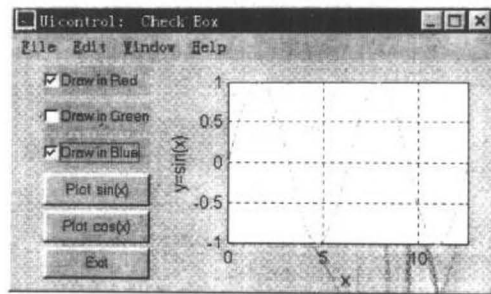 Uicontrol: Check Box
File Edit Window Help
Draw in Red
Draw in Green
Draw in Blue
Plot sin(x)
Plot cos(x)
Exit
y=sin(x)
1
0.5
0
-0.5
-1
0 5 10
x